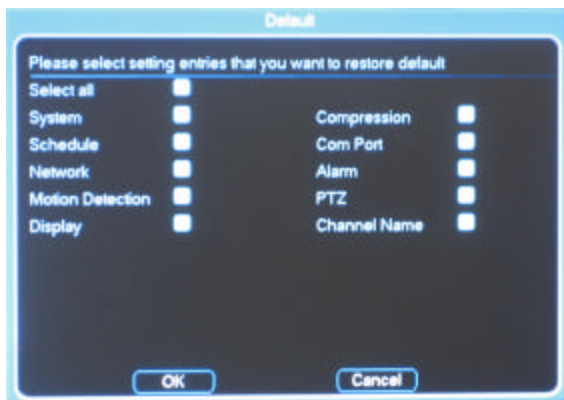 Default
Please select setting entries that you want to restore default
Select all
System
Compression
Schedule
Com Port
Network
Alarm
Motion Detection
PTZ
Display
Channel Name
OK
Cancel